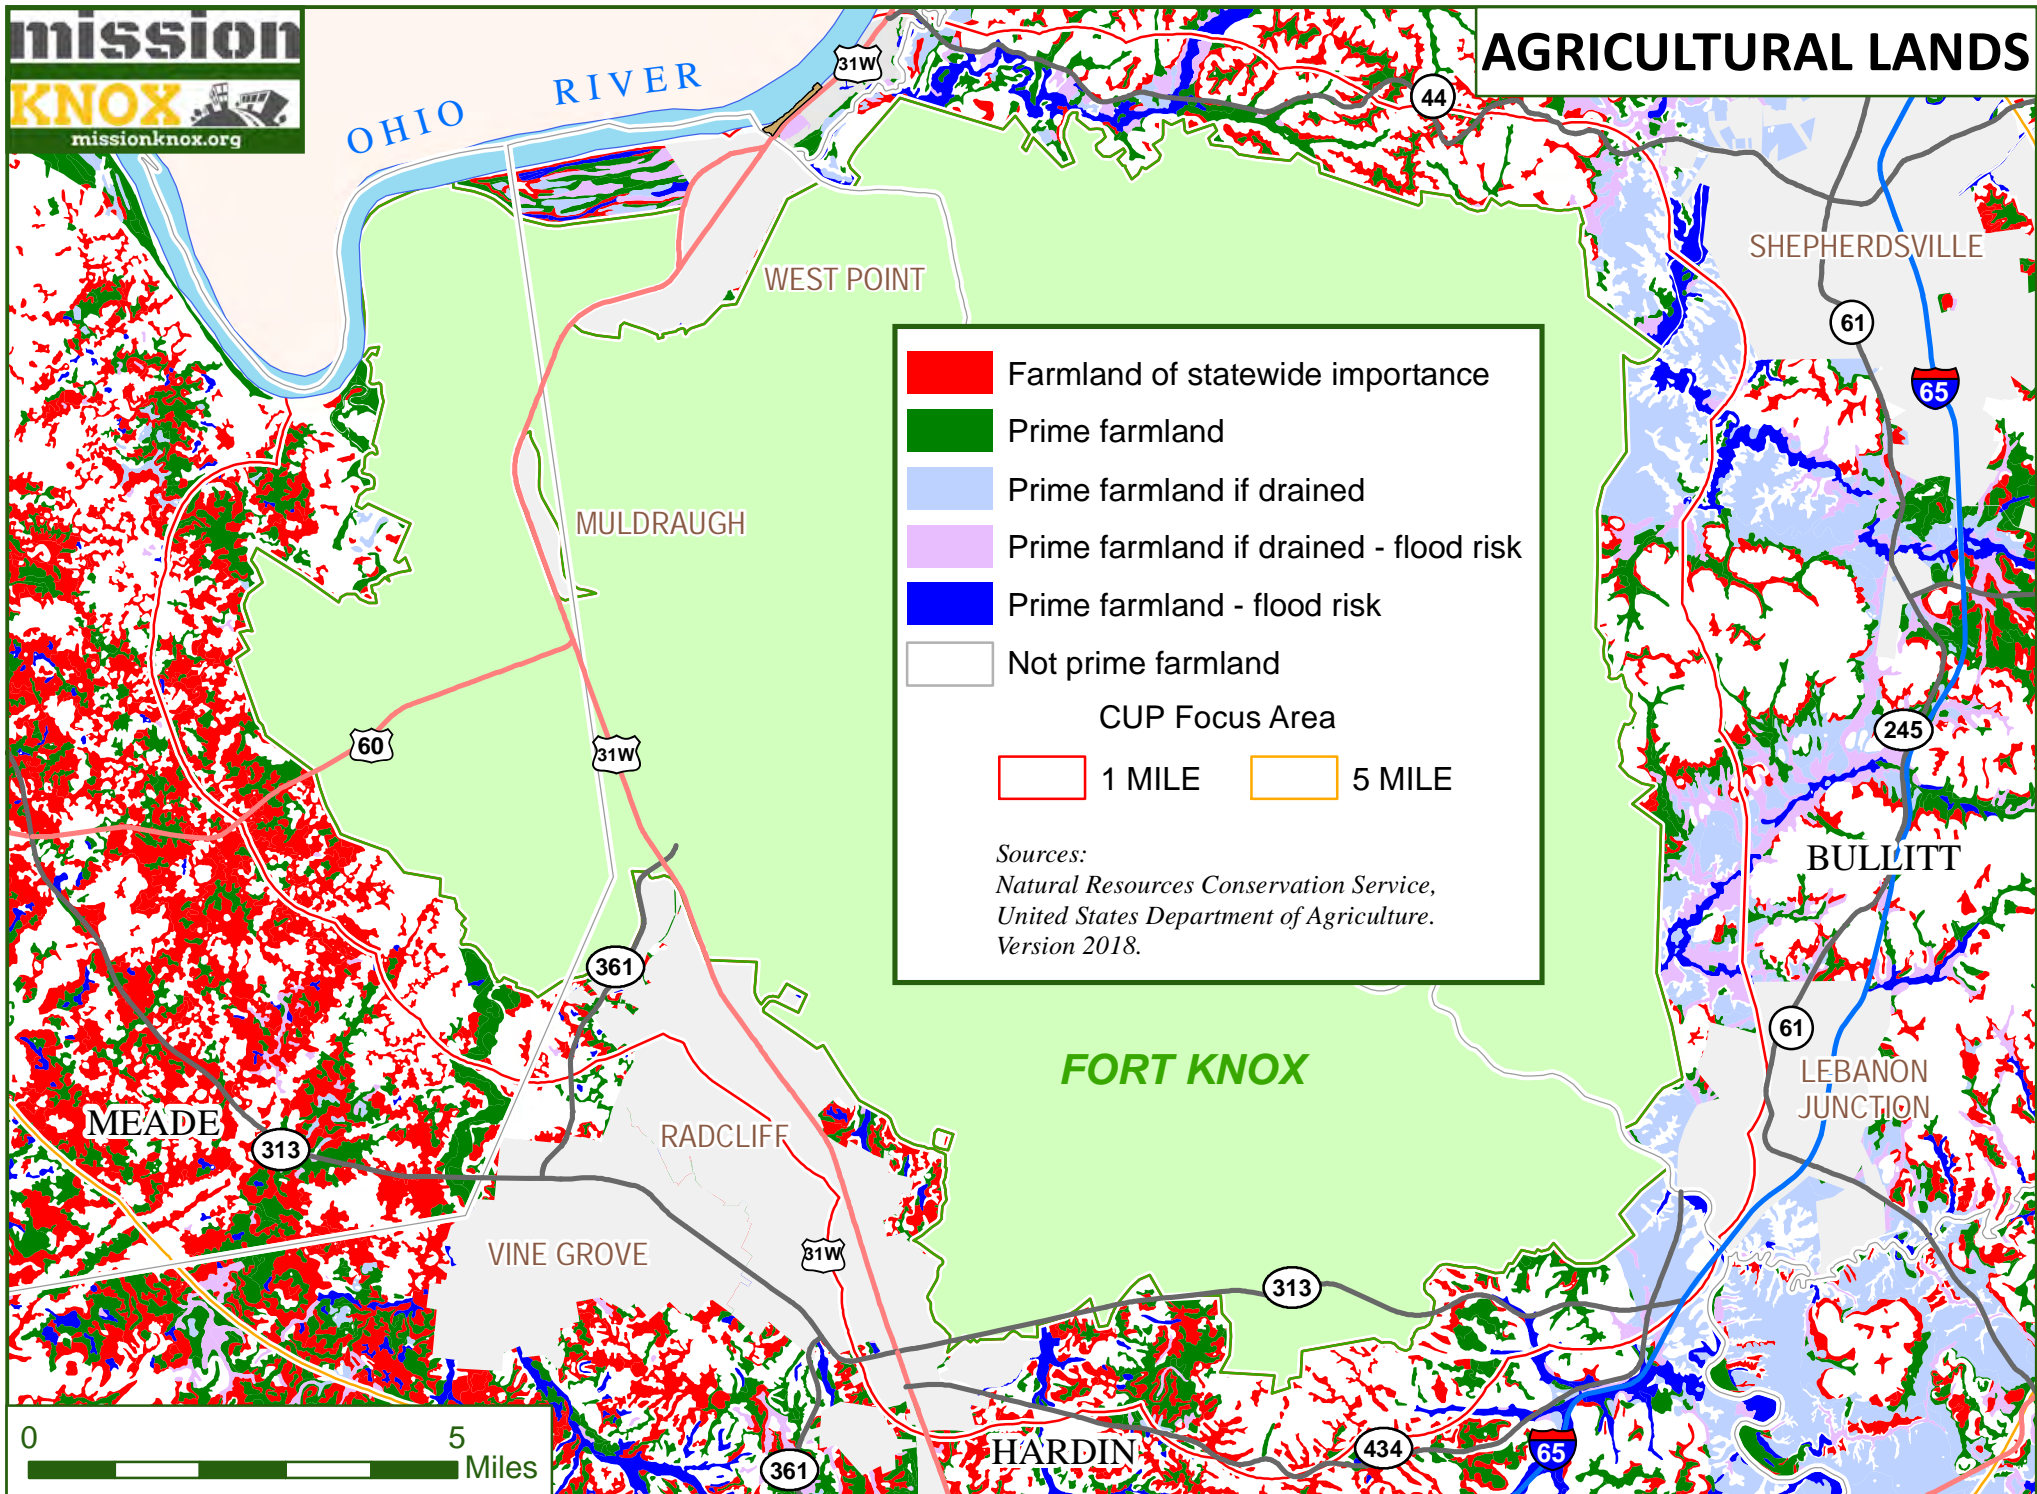 mission
KNOX
missionknox.org
AGRICULTURAL LANDS
OHIO RIVER
31W
44
SHEPHERDSVILLE
WEST POINT
61
65
Farmland of statewide importance
Prime farmland
Prime farmland if drained
Prime farmland if drained - flood risk
Prime farmland - flood risk
Not prime farmland
CUP Focus Area
1 MILE
5 MILE
Sources:
Natural Resources Conservation Service,
United States Department of Agriculture.
Version 2018.
MULDRAUGH
60
31W
245
BULLITT
361
61
FORT KNOX
LEBANON
JUNCTION
MEADE
313
RADCLIFF
VINE GROVE
31W
313
HARDIN
434
65
361
0
5
Miles